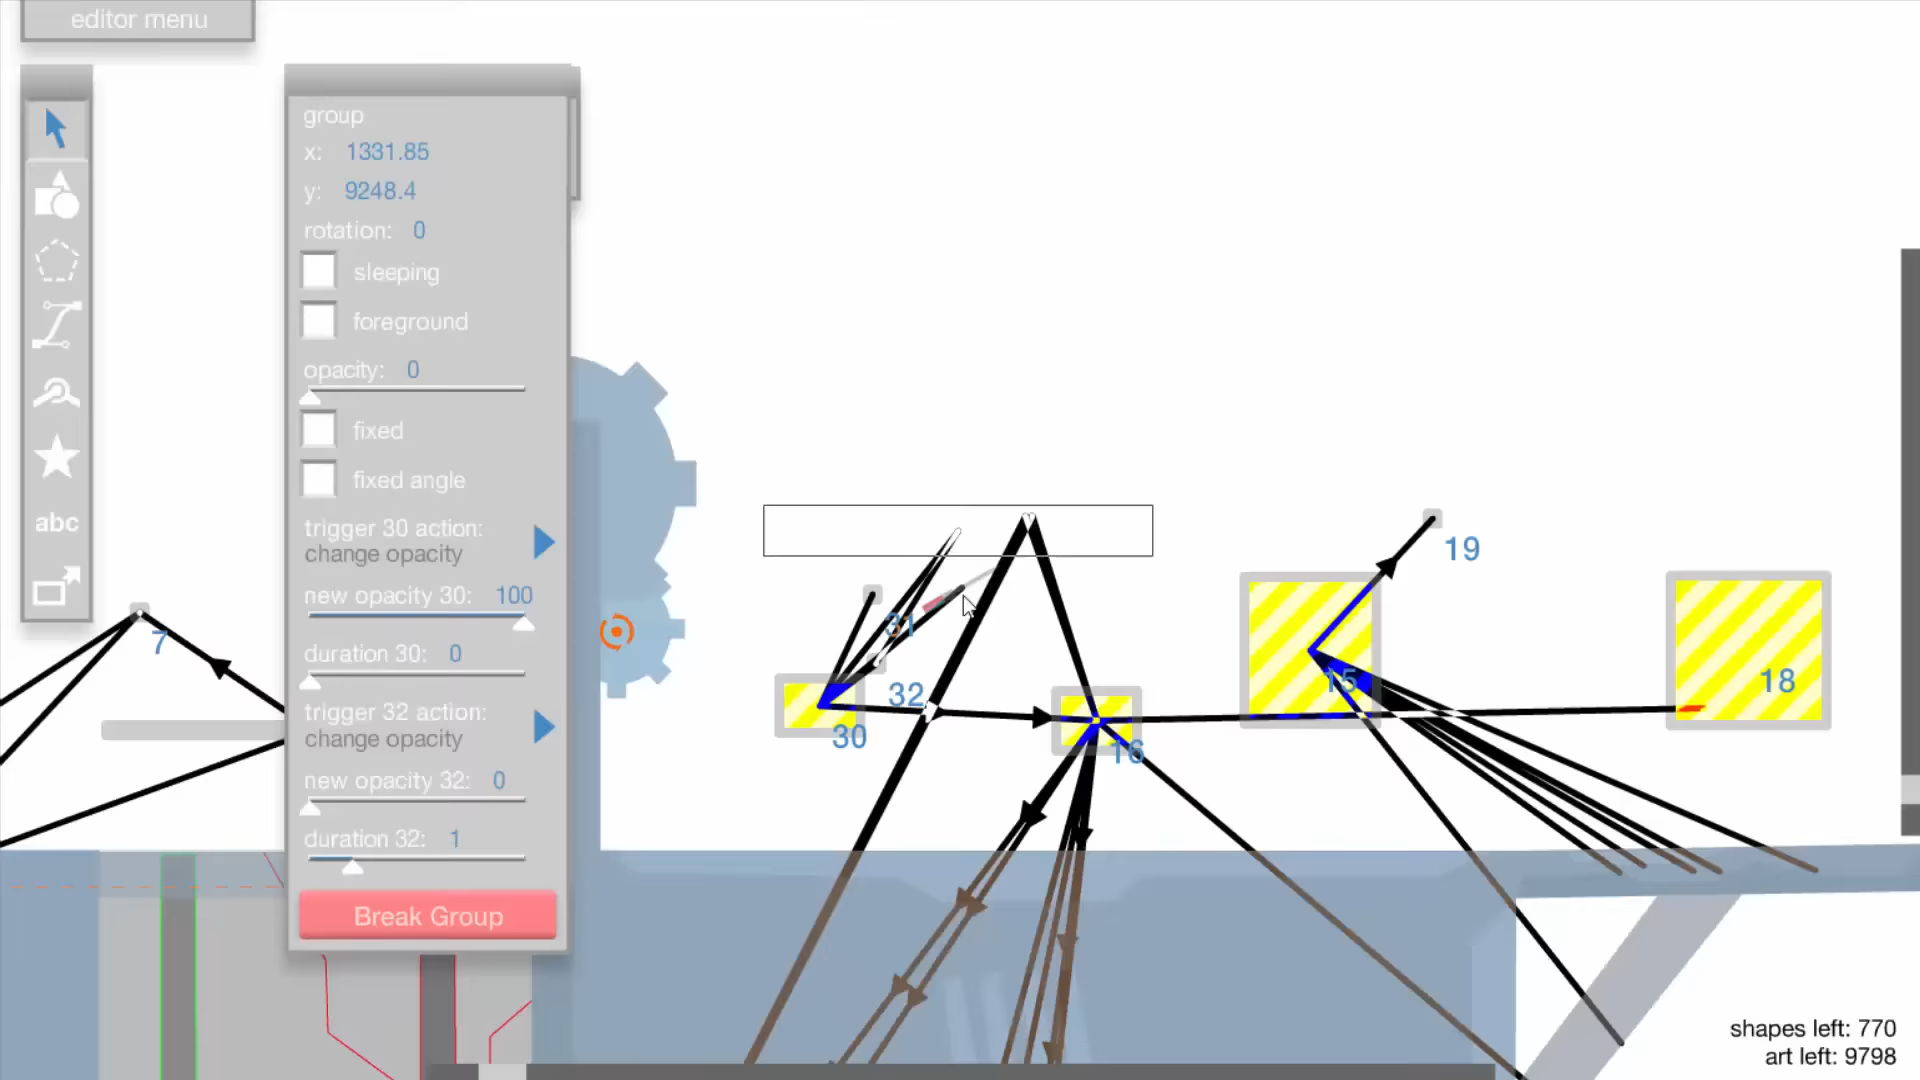 editor menu
group
x: 1331.85
y: 9248.4
rotation: 0
sleeping
foreground
opacity: 0
fixed
fixed angle
trigger 30 action:
change opacity
new opacity 30: 100
duration 30: 0
trigger 32 action:
change opacity
new opacity 32: 0
duration 32: 1
Break Group
abc
7
31
32
30
16
15
19
18
shapes left: 770
art left: 9798